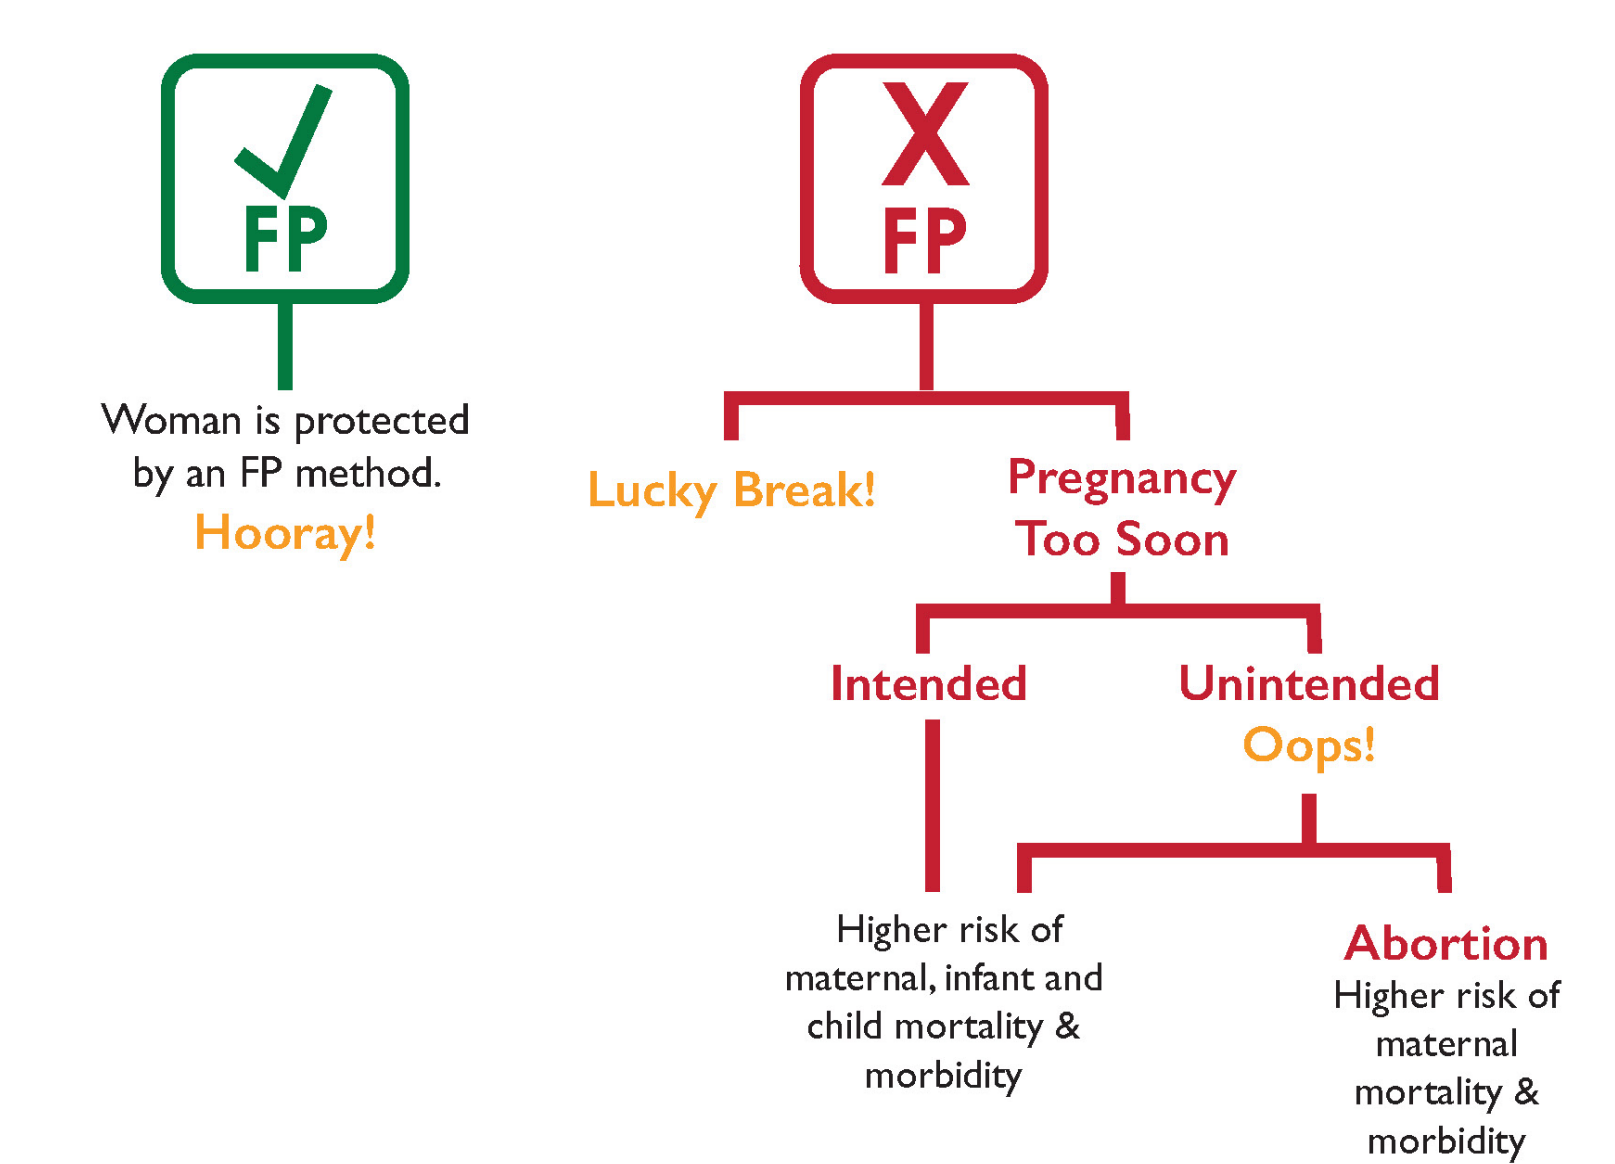 FP
Woman is protected
by an FP method.
Hooray!
X
FP
Lucky Break!
Pregnancy
Too Soon
Intended
Unintended
Oops!
Higher risk of
maternal, infant and
child mortality &
morbidity
Abortion
Higher risk of
maternal
mortality &
morbidity